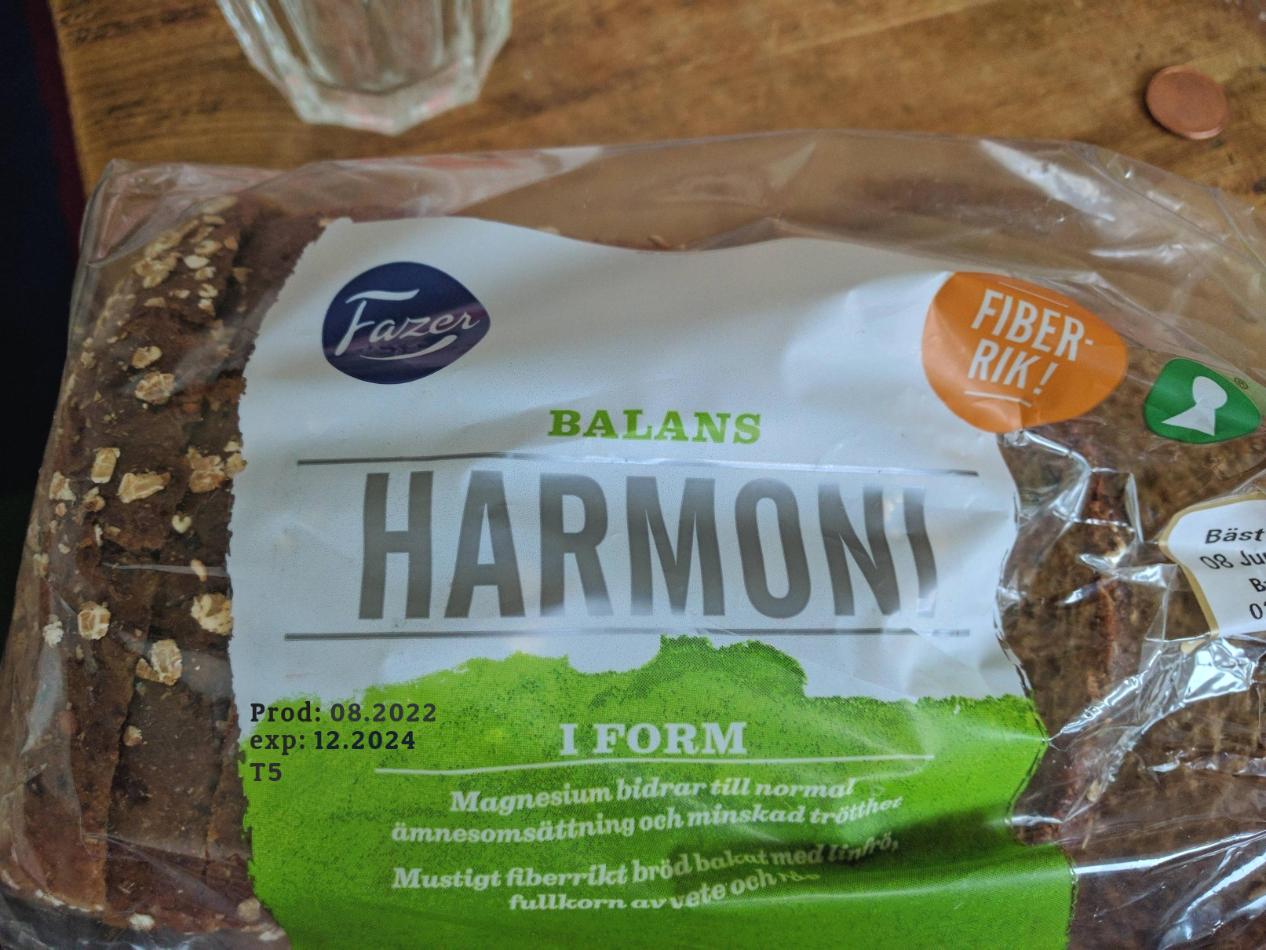 Fazer
FIBER-
RIK!
BALANS
HARMONI
Bäst
08
Prod: 08.2022
exp: 12.2024
T5
I FORM
Magnesium bidrar till normal
ämnesomsättning och minskad trötthet
Mustigt fiberrikt bröd bakat med linfrö,
fullkorn av vete och